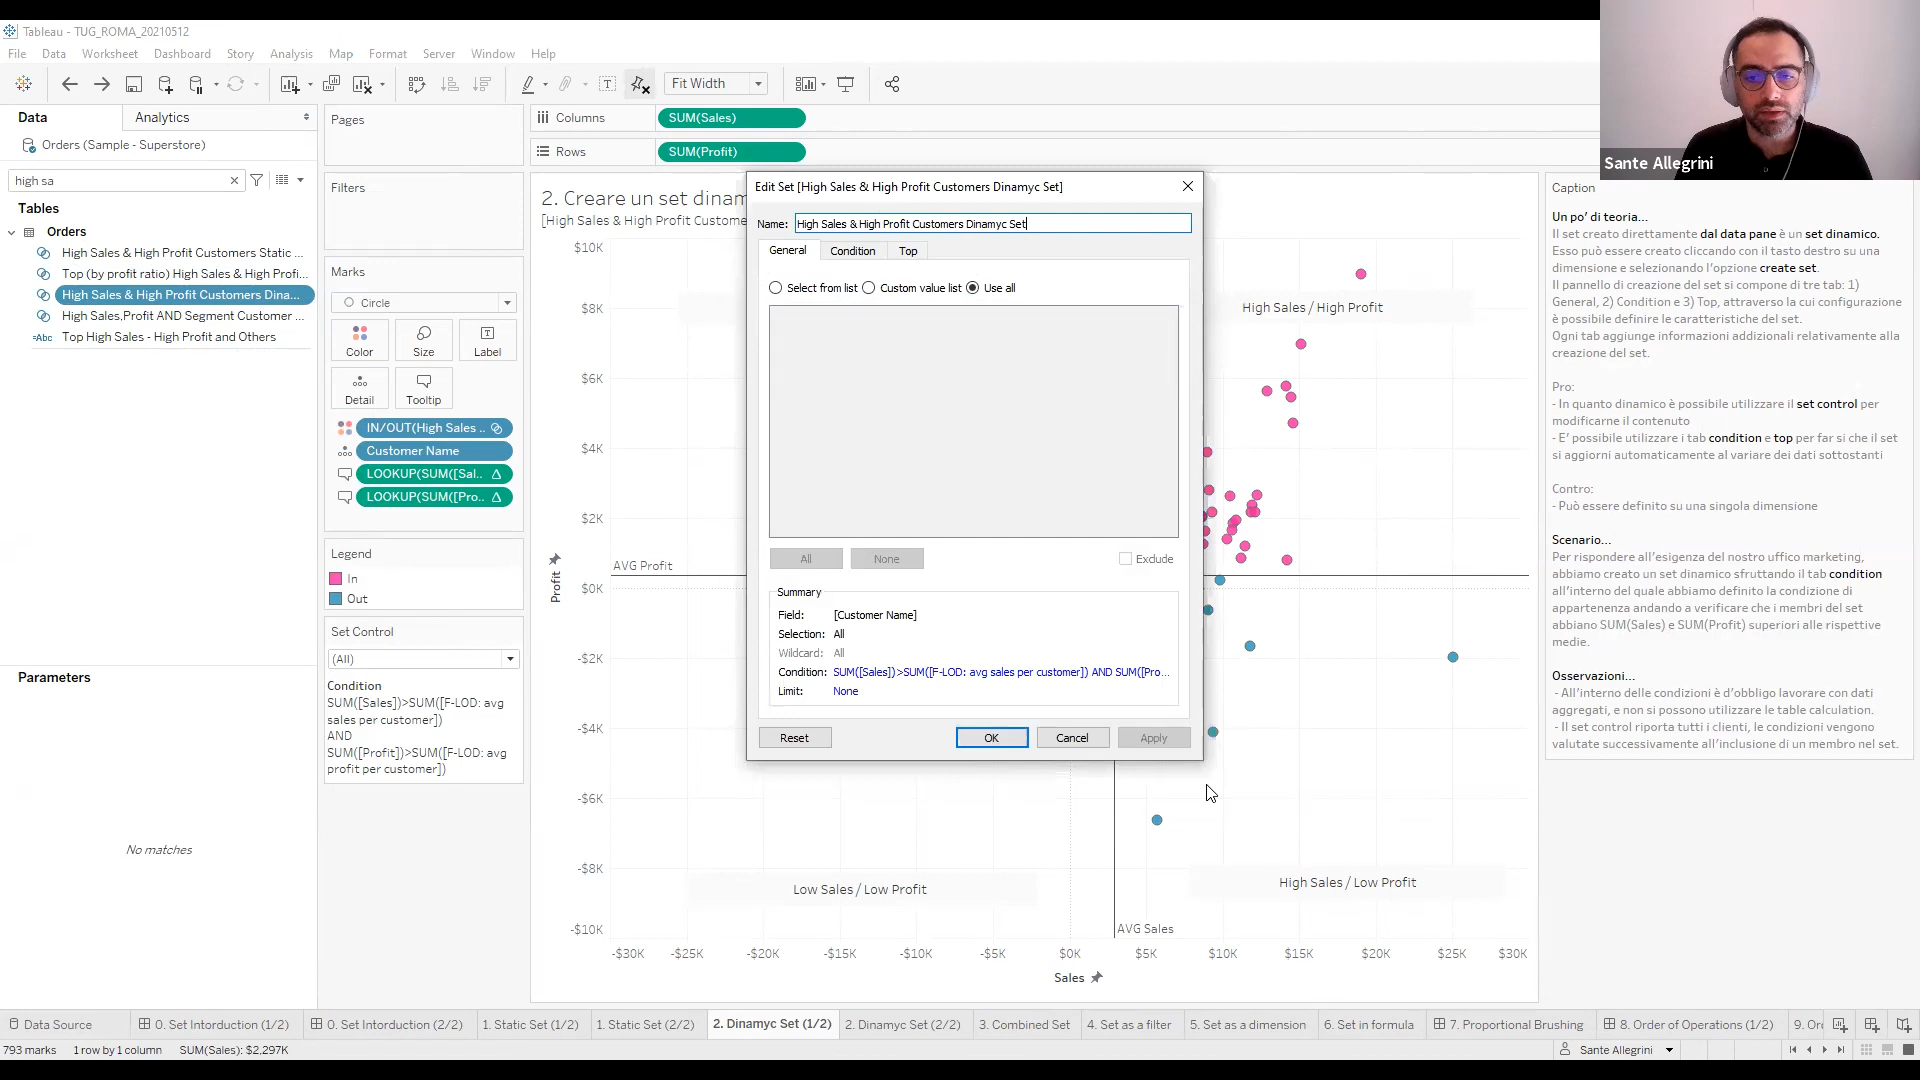 Tableau - TUG_ROMA_20210512
File Data Worksheet Dashboard Story Analysis Map Format Server Window Help
Fit Width
Sante Allegrini
Data Analytics
Orders (Sample - Superstore)
high sa
Tables
Orders
High Sales & High Profit Customers Static ...
Top (by profit ratio) High Sales & High Profi...
High Sales & High Profit Customers Dina...
High Sales,Profit AND Segment Customer ...
=Abc Top High Sales - High Profit and Others
Parameters
No matches
Pages
Filters
Marks
Circle
Color Size Label
Detail Tooltip
IN/OUT(High Sales ..
Customer Name
LOOKUP(SUM([Sal..
LOOKUP(SUM([Pro..
Legend
In
Out
Set Control
(All)
Condition
SUM([Sales])>SUM([F-LOD: avg
sales per customer])
AND
SUM([Profit])>SUM([F-LOD: avg
profit per customer])
Columns SUM(Sales)
Rows SUM(Profit)
2. Creare un set dinam
[High Sales & High Profit Custome
$10K
$8K
$6K
$4K
$2K
$0K
-$2K
-$4K
-$6K
-$8K
-$10K
Profit
AVG Profit
High Sales / High Profit
Low Sales / Low Profit
High Sales / Low Profit
AVG Sales
-$30K -$25K -$20K -$15K -$10K -$5K $0K $5K $10K $15K $20K $25K $30K
Sales
Edit Set [High Sales & High Profit Customers Dinamyc Set]
Name: High Sales & High Profit Customers Dinamyc Set
General Condition Top
Select from list Custom value list Use all
All None Exclude
Summary
Field: [Customer Name]
Selection: All
Wildcard: All
Condition: SUM([Sales])>SUM([F-LOD: avg sales per customer]) AND SUM([Pro...
Limit: None
Reset OK Cancel Apply
Caption
Un po' di teoria...
Il set creato direttamente dal data pane è un set dinamico.
Esso può essere creato cliccando con il tasto destro su una
dimensione e selezionando l'opzione create set.
Il pannello di creazione del set si compone di tre tab: 1)
General, 2) Condition e 3) Top, attraverso la cui configurazione
è possibile definire le caratteristiche del set.
Ogni tab aggiunge informazioni addizionali relativamente alla
creazione del set.
Pro:
- In quanto dinamico è possibile utilizzare il set control per
modificarne il contenuto
- E' possibile utilizzare i tab condition e top per far si che il set
si aggiorni automaticamente al variare dei dati sottostanti
Contro:
- Può essere definito su una singola dimensione
Scenario...
Per rispondere all'esigenza del nostro uffico marketing,
abbiamo creato un set dinamico sfruttando il tab condition
all'interno del quale abbiamo definito la condizione di
appartenenza andando a verificare che i membri del set
abbiano SUM(Sales) e SUM(Profit) superiori alle rispettive
medie.
Osservazioni...
- All'interno delle condizioni è d'obbligo lavorare con dati
aggregati, e non si possono utilizzare le table calculation.
- Il set control riporta tutti i clienti, le condizioni vengono
valutate successivamente all'inclusione di un membro nel set.
Data Source 0. Set Intorduction (1/2) 0. Set Intorduction (2/2) 1. Static Set (1/2) 1. Static Set (2/2) 2. Dinamyc Set (1/2) 2. Dinamyc Set (2/2) 3. Combined Set 4. Set as a filter 5. Set as a dimension 6. Set in formula 7. Proportional Brushing 8. Order of Operations (1/2) 9. Or
793 marks 1 row by 1 column SUM(Sales): $2,297K Sante Allegrini